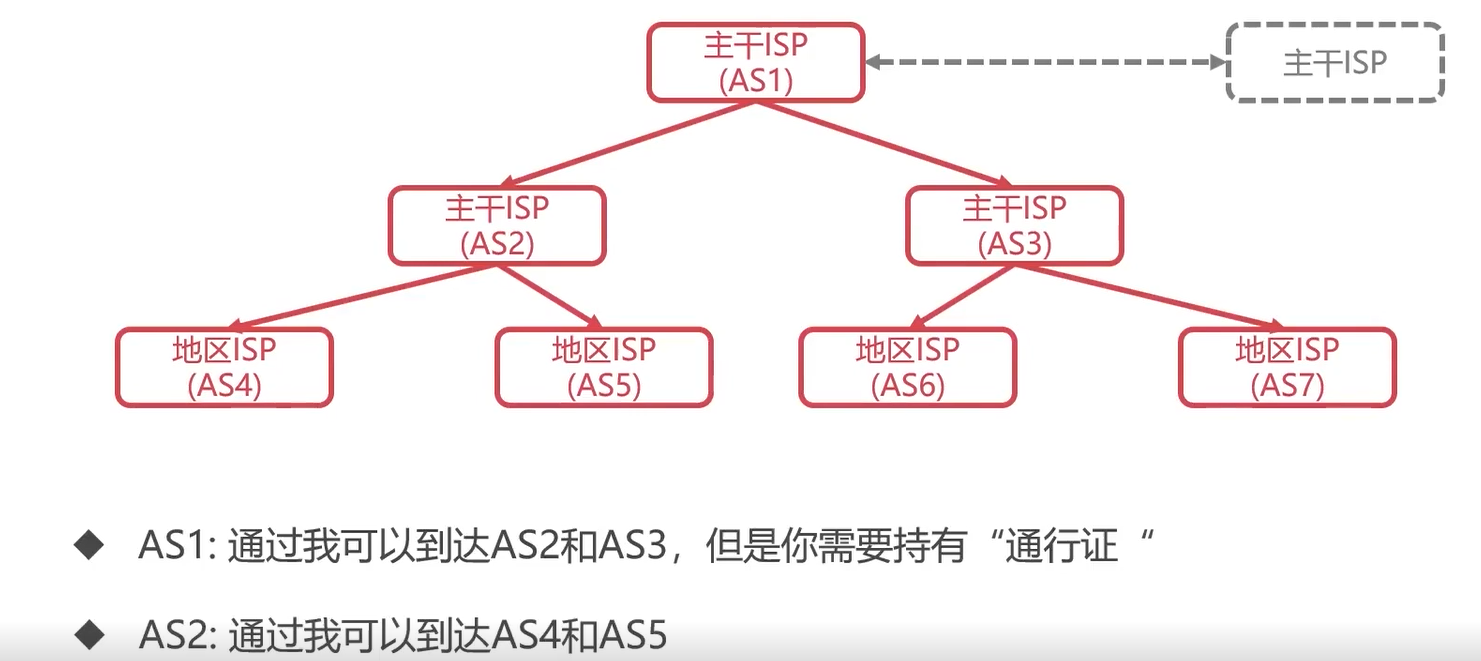 主干ISP
(AS1)
主干ISP
主干ISP
(AS2)
主干ISP
(AS3)
地区ISP
(AS4)
地区ISP
(AS5)
地区ISP
(AS6)
地区ISP
(AS7)
◆ AS1: 通过我可以到达AS2和AS3，但是你需要持有“通行证“
◆ AS2: 通过我可以到达AS4和AS5